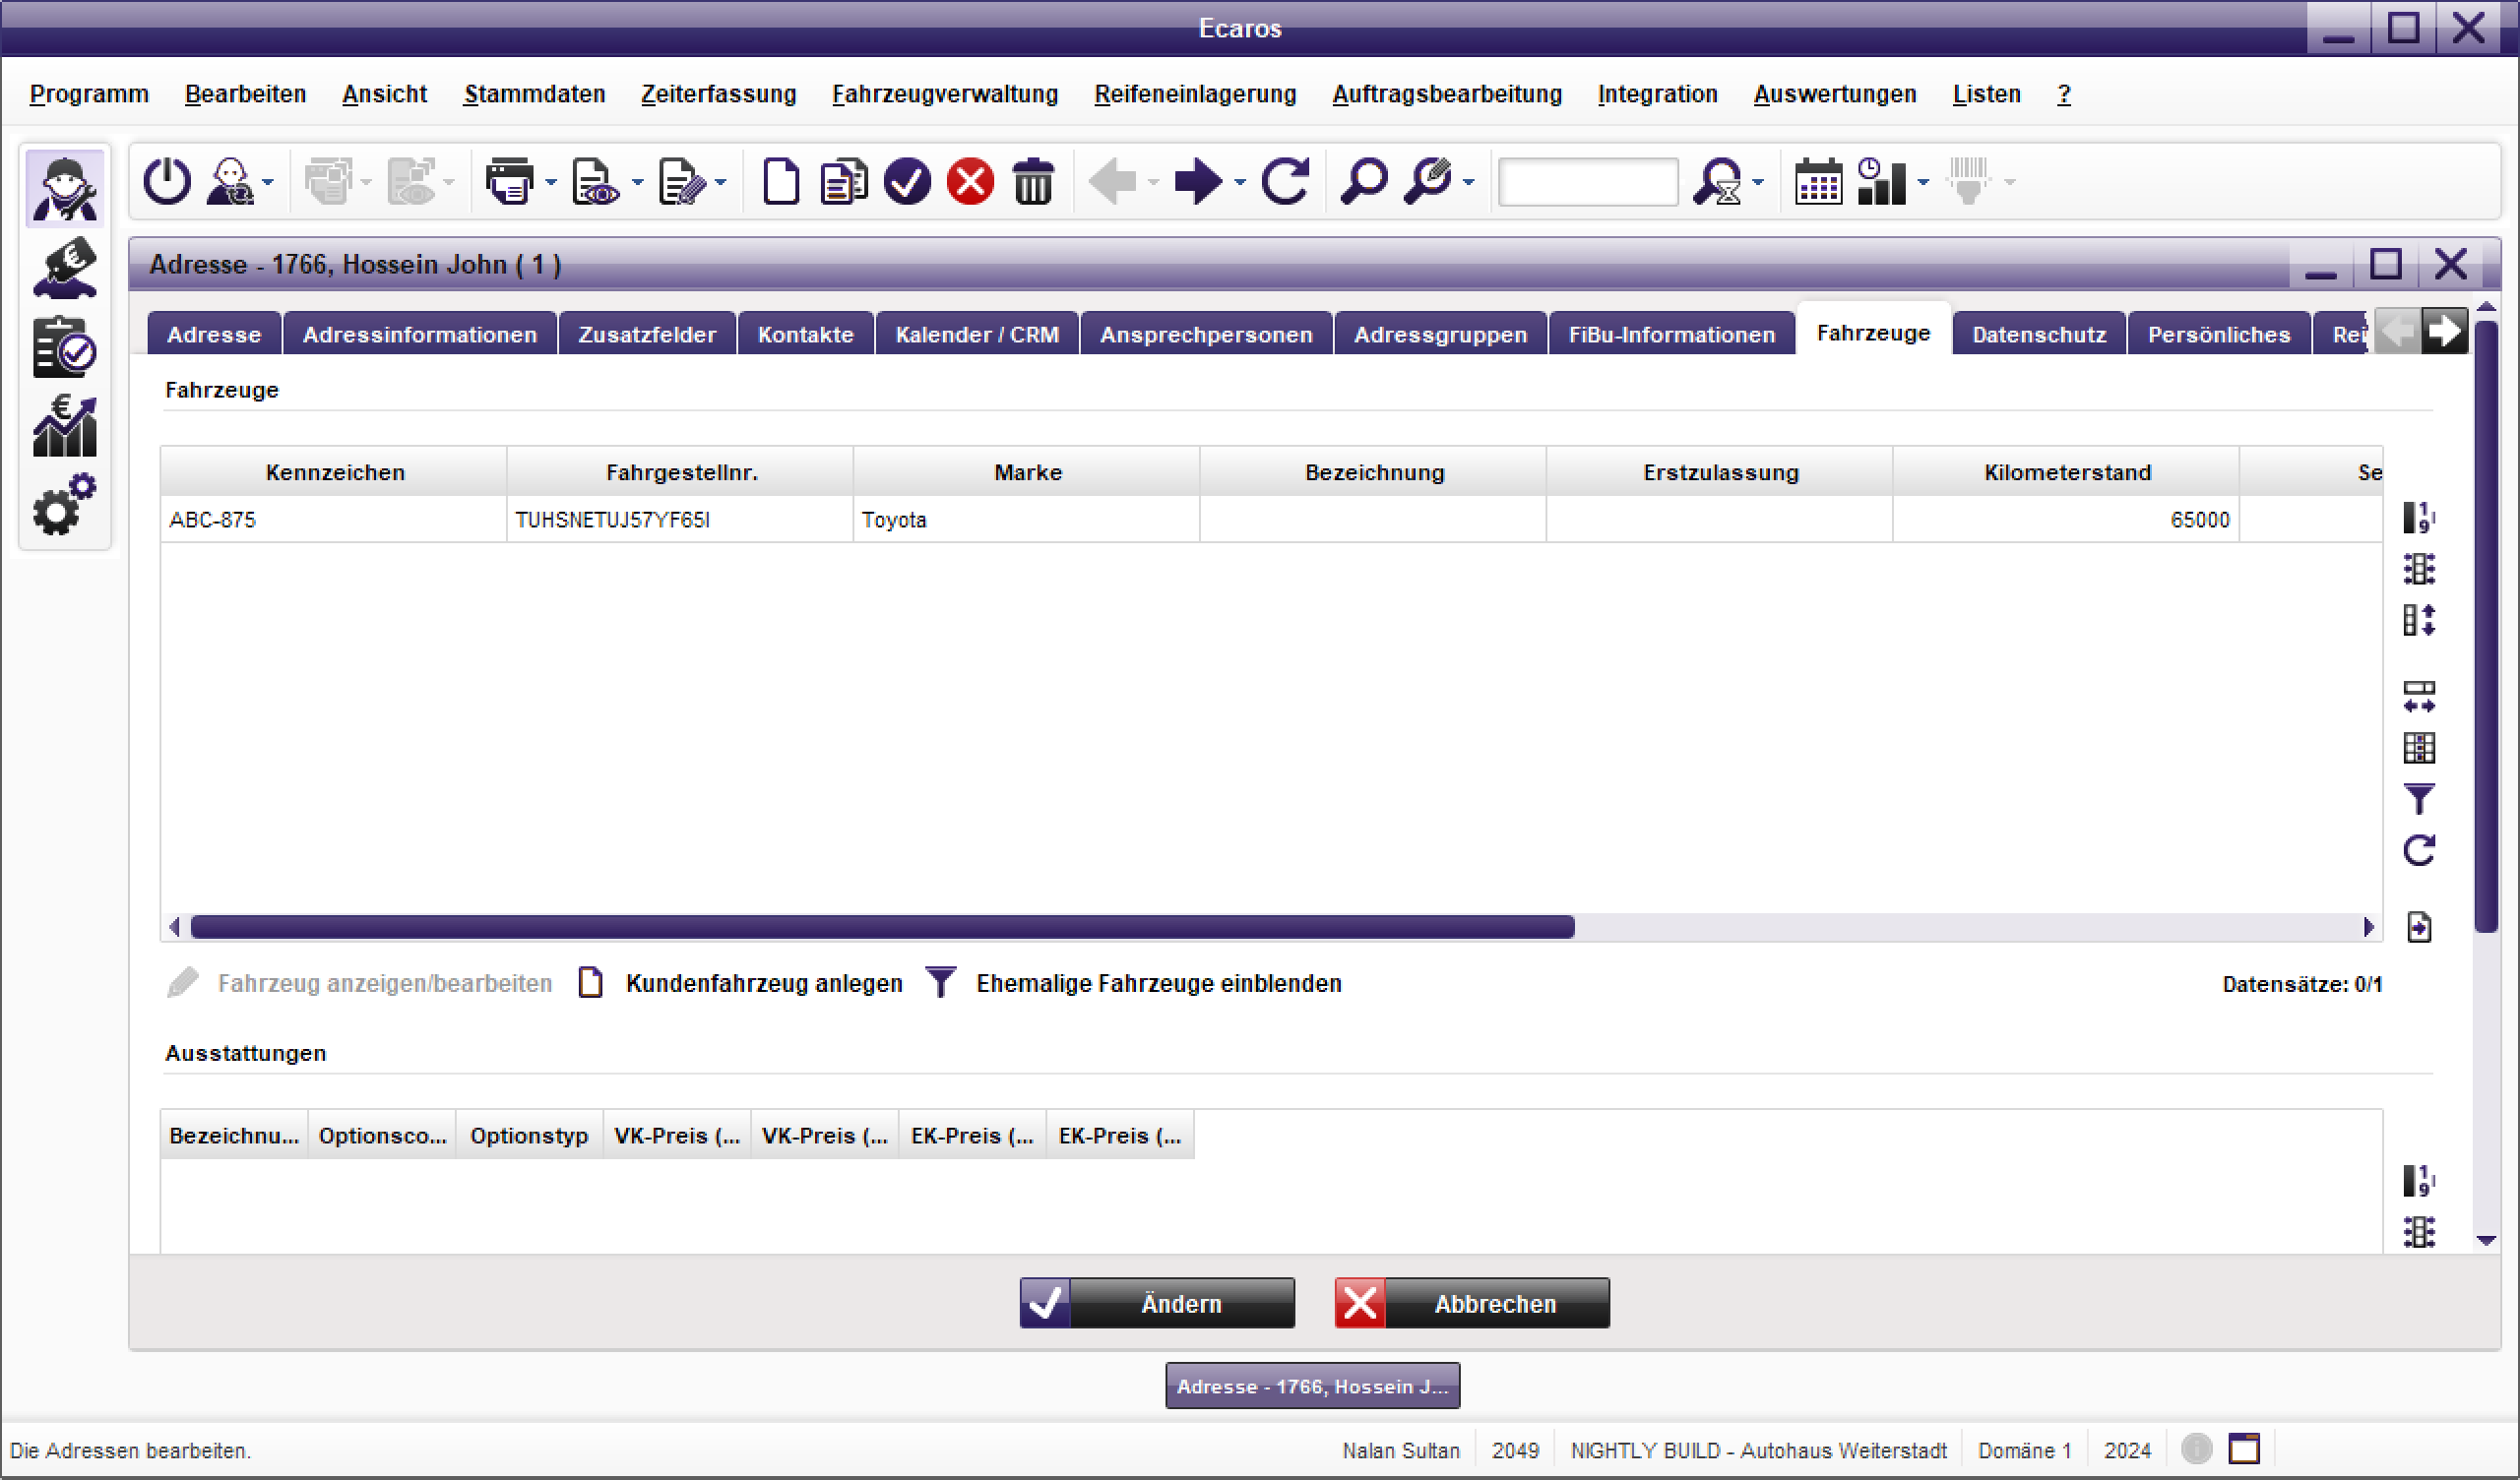 Ecaros
Programm Bearbeiten Ansicht Stammdaten Zeiterfassung Fahrzeugverwaltung Reifeneinlagerung Auftragsbearbeitung Integration Auswertungen Listen ?
Adresse - 1766, Hossein John ( 1 )
Adresse Adressinformationen Zusatzfelder Kontakte Kalender / CRM Ansprechpersonen Adressgruppen FiBu-Informationen Fahrzeuge Datenschutz Persönliches Rei
Fahrzeuge
Kennzeichen Fahrgestellnr. Marke Bezeichnung Erstzulassung Kilometerstand Se
ABC-875 TUHSNETUJ57YF65I Toyota 65000
Fahrzeug anzeigen/bearbeiten Kundenfahrzeug anlegen Ehemalige Fahrzeuge einblenden Datensätze: 0/1
Ausstattungen
Bezeichnu... Optionsco... Optionstyp VK-Preis (... VK-Preis (... EK-Preis (... EK-Preis (...
Ändern Abbrechen
Adresse - 1766, Hossein J...
Die Adressen bearbeiten. Nalan Sultan 2049 NIGHTLY BUILD - Autohaus Weiterstadt Domäne 1 2024